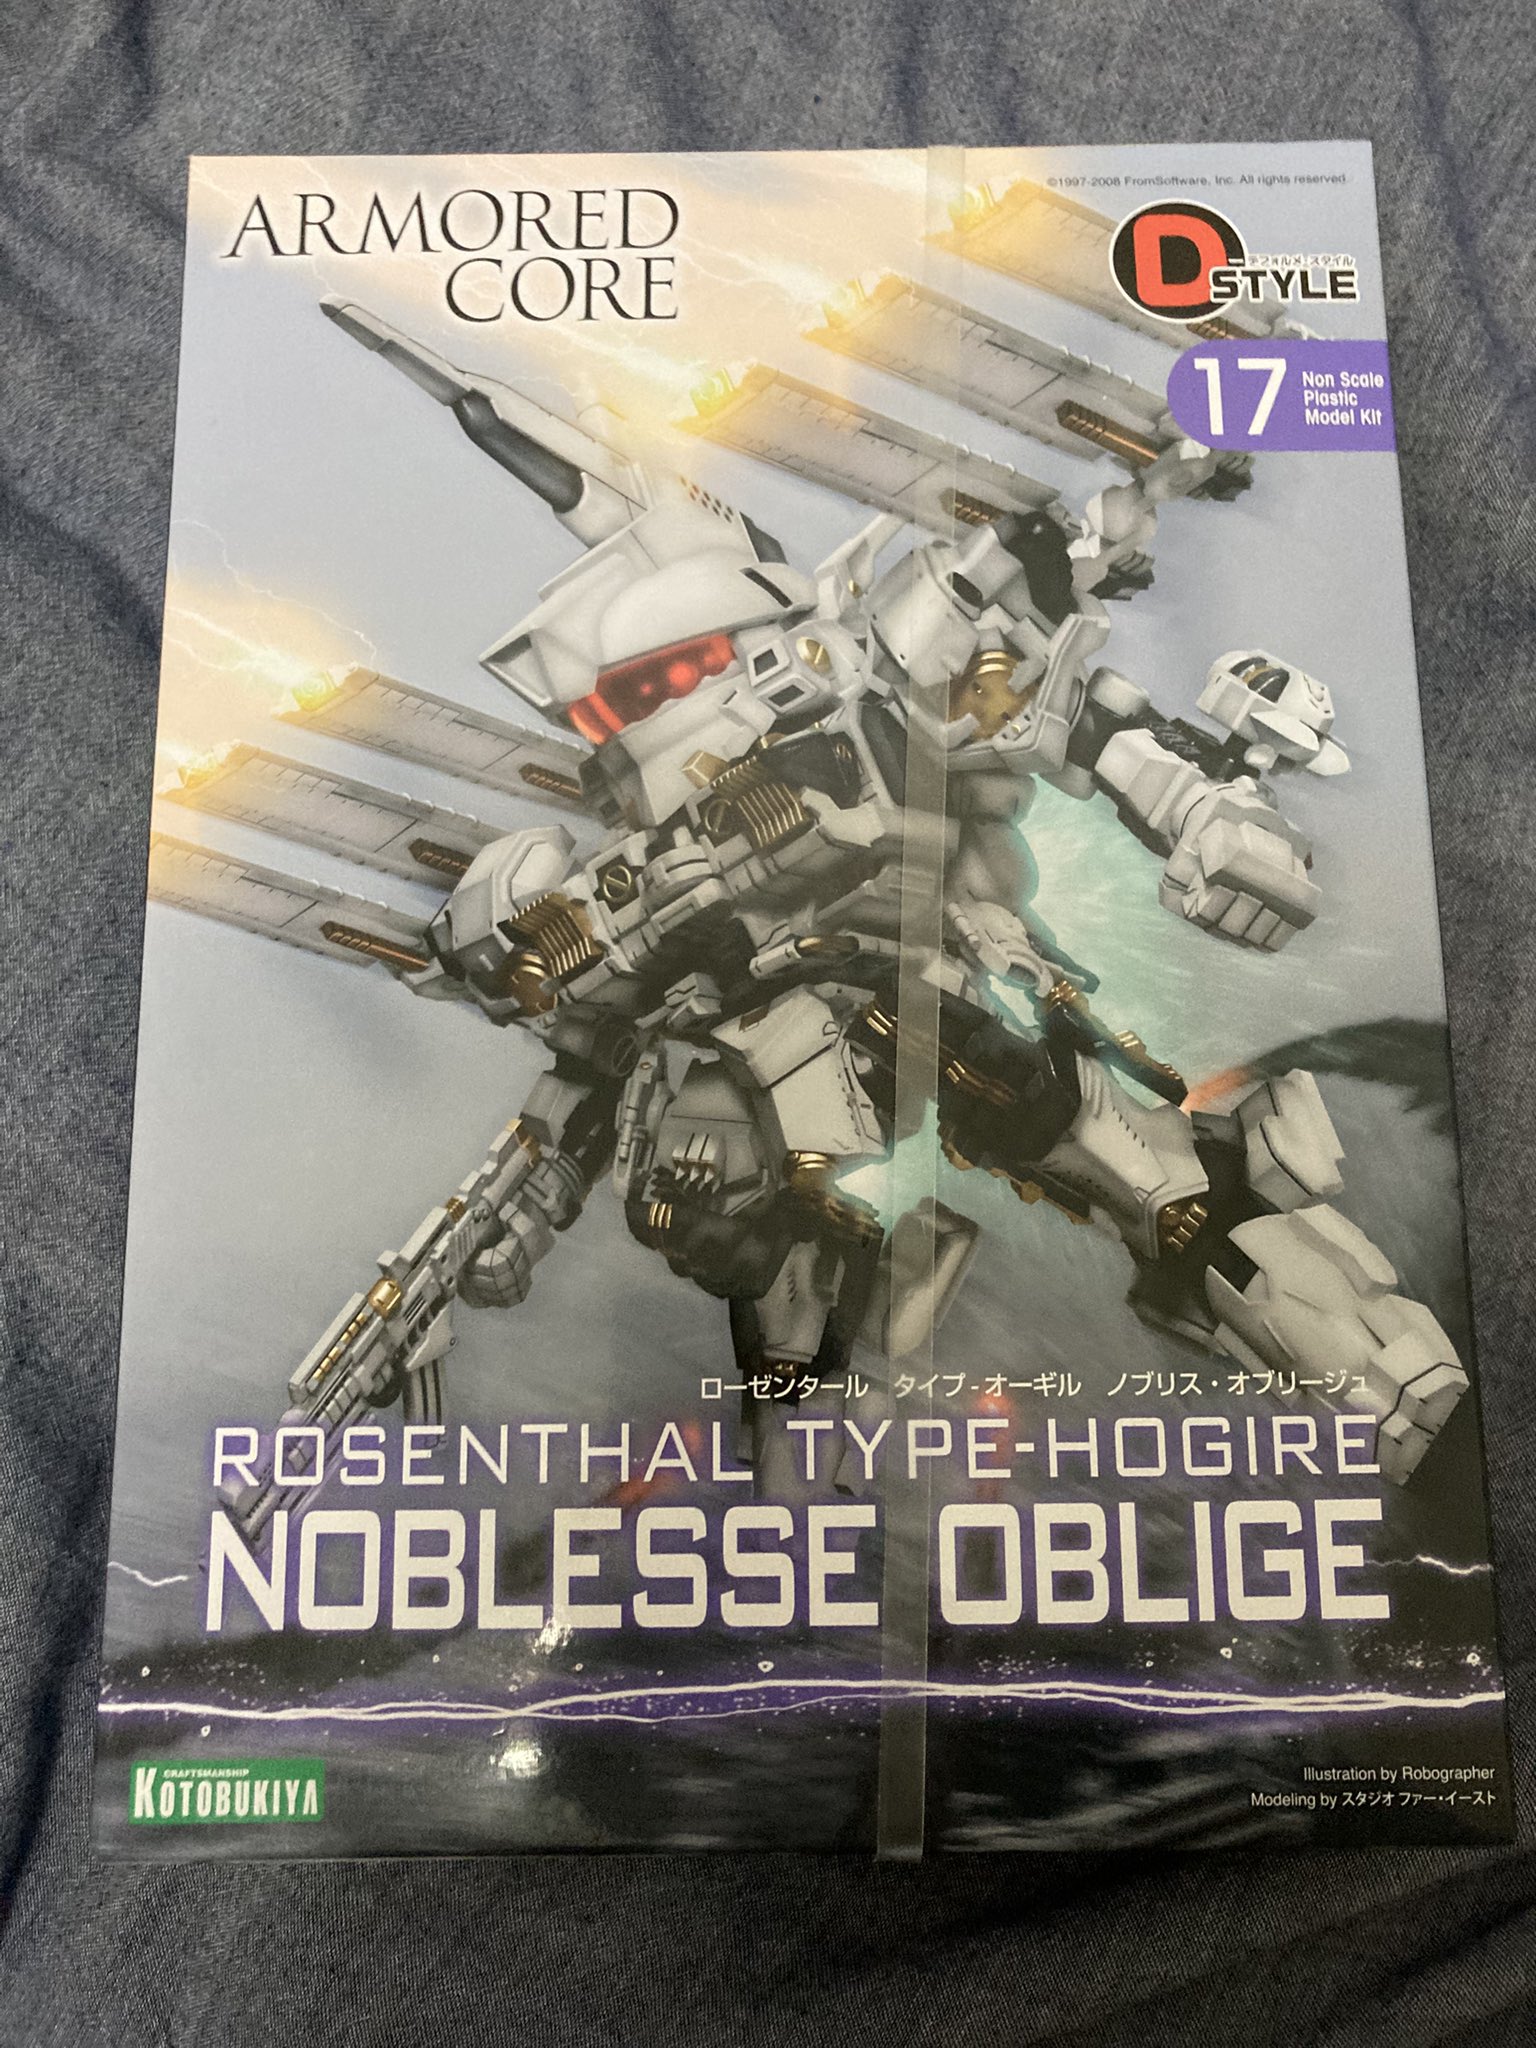 ©1997-2008 FromSoftware, Inc. All rights reserved.
ARMORED
CORE
D
デフォルメ・スタイル
STYLE
17
Non Scale
Plastic
Model Kit
ローゼンタール タイプ-オーギル ノブリス・オブリージュ
ROSENTHAL TYPE-HOGIRE
NOBLESSE OBLIGE
CRAFTSMANSHIP
KOTOBUKIYA
Illustration by Robographer
Modeling by スタジオ ファー・イースト